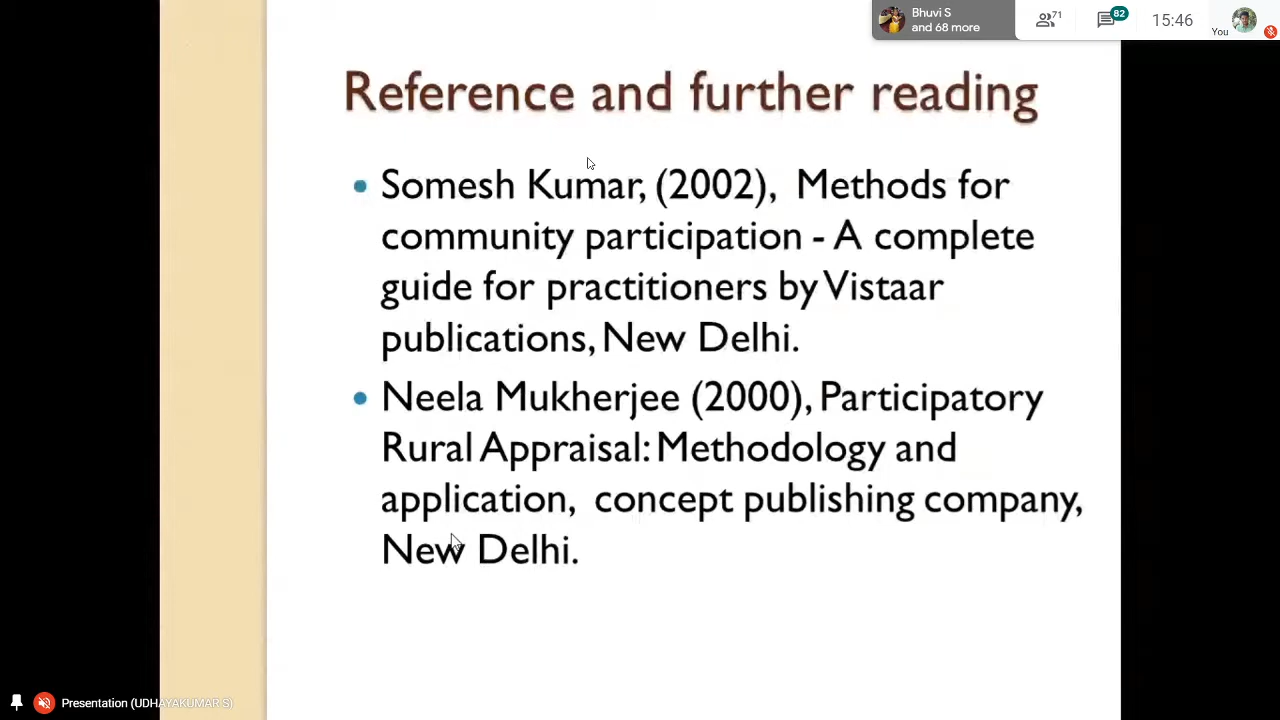 Bhuvi S
and 68 more
71
82
15:46
You
Reference and further reading
• Somesh Kumar, (2002), Methods for
community participation - A complete
guide for practitioners by Vistaar
publications, New Delhi.
• Neela Mukherjee (2000), Participatory
Rural Appraisal: Methodology and
application, concept publishing company,
New Delhi.
Presentation (UDHAYAKUMAR S)